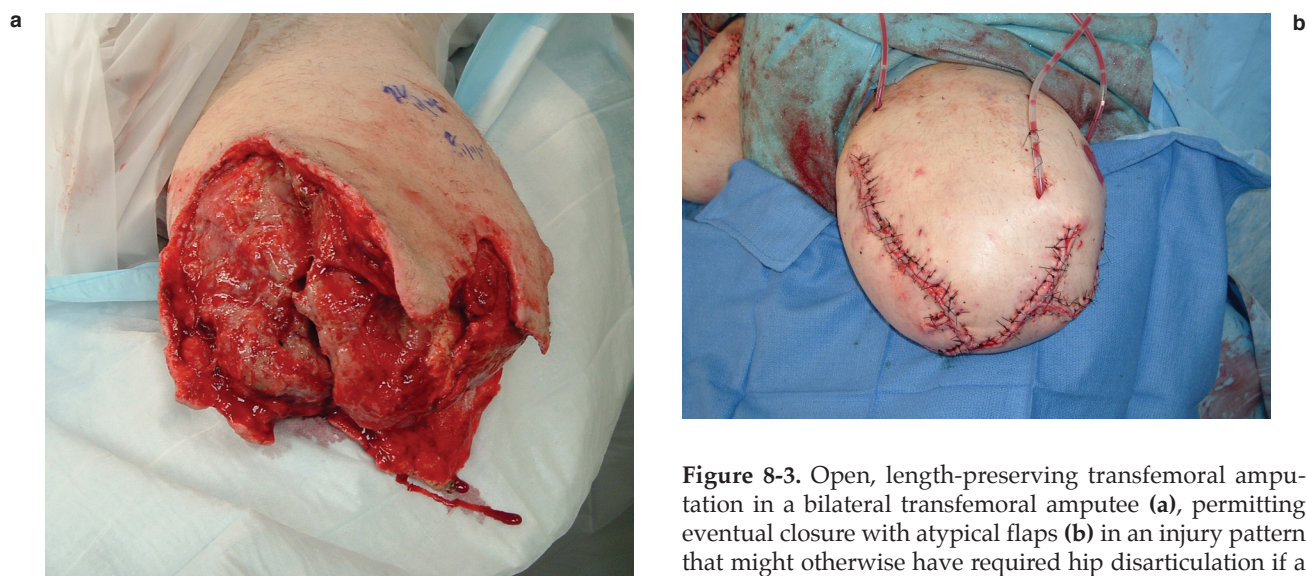 a
b
Figure 8-3. Open, length-preserving transfemoral ampu-
tation in a bilateral transfemoral amputee (a), permitting
eventual closure with atypical flaps (b) in an injury pattern
that might otherwise have required hip disarticulation if a